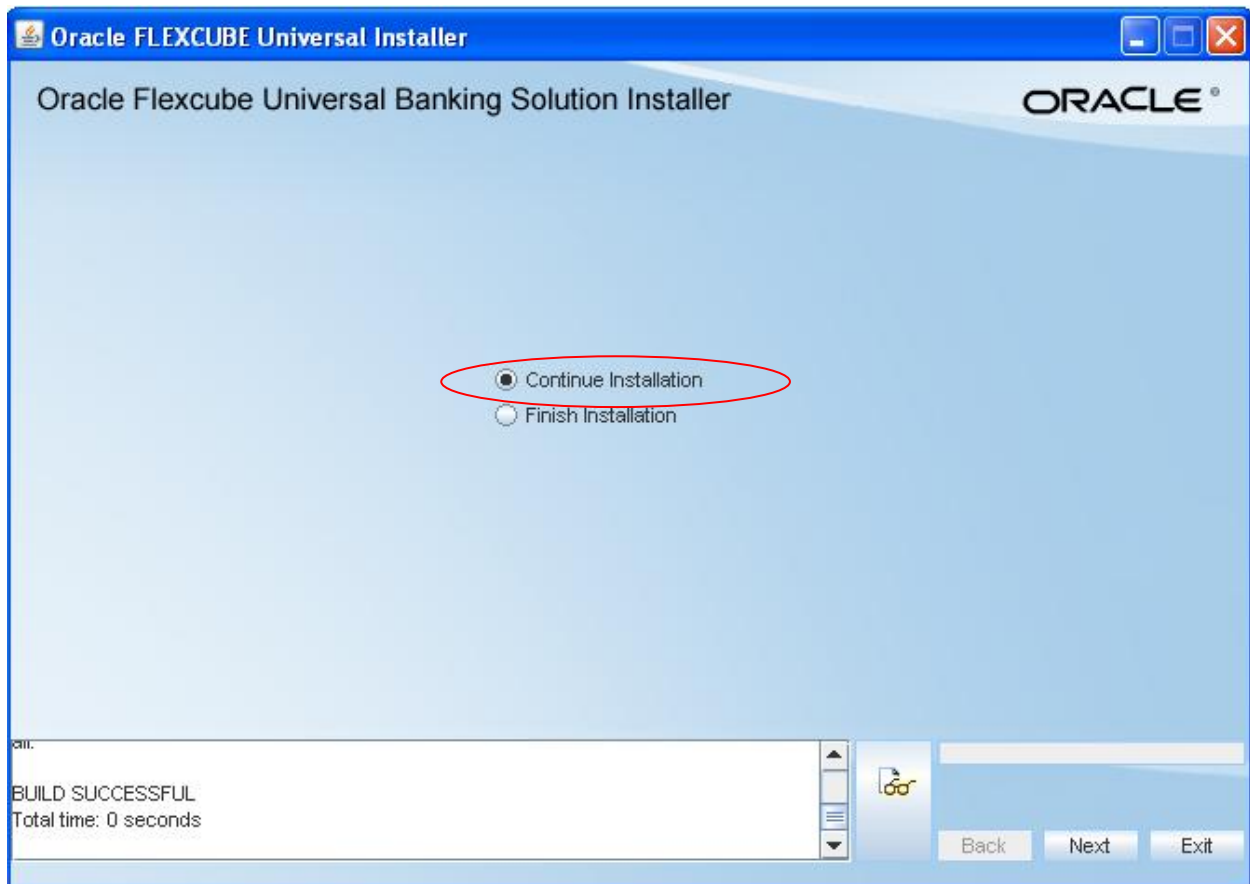 Oracle FLEXCUBE Universal Installer
Oracle Flexcube Universal Banking Solution Installer
ORACLE®
Continue Installation
Finish Installation
all:
BUILD SUCCESSFUL
Total time: 0 seconds
Back
Next
Exit